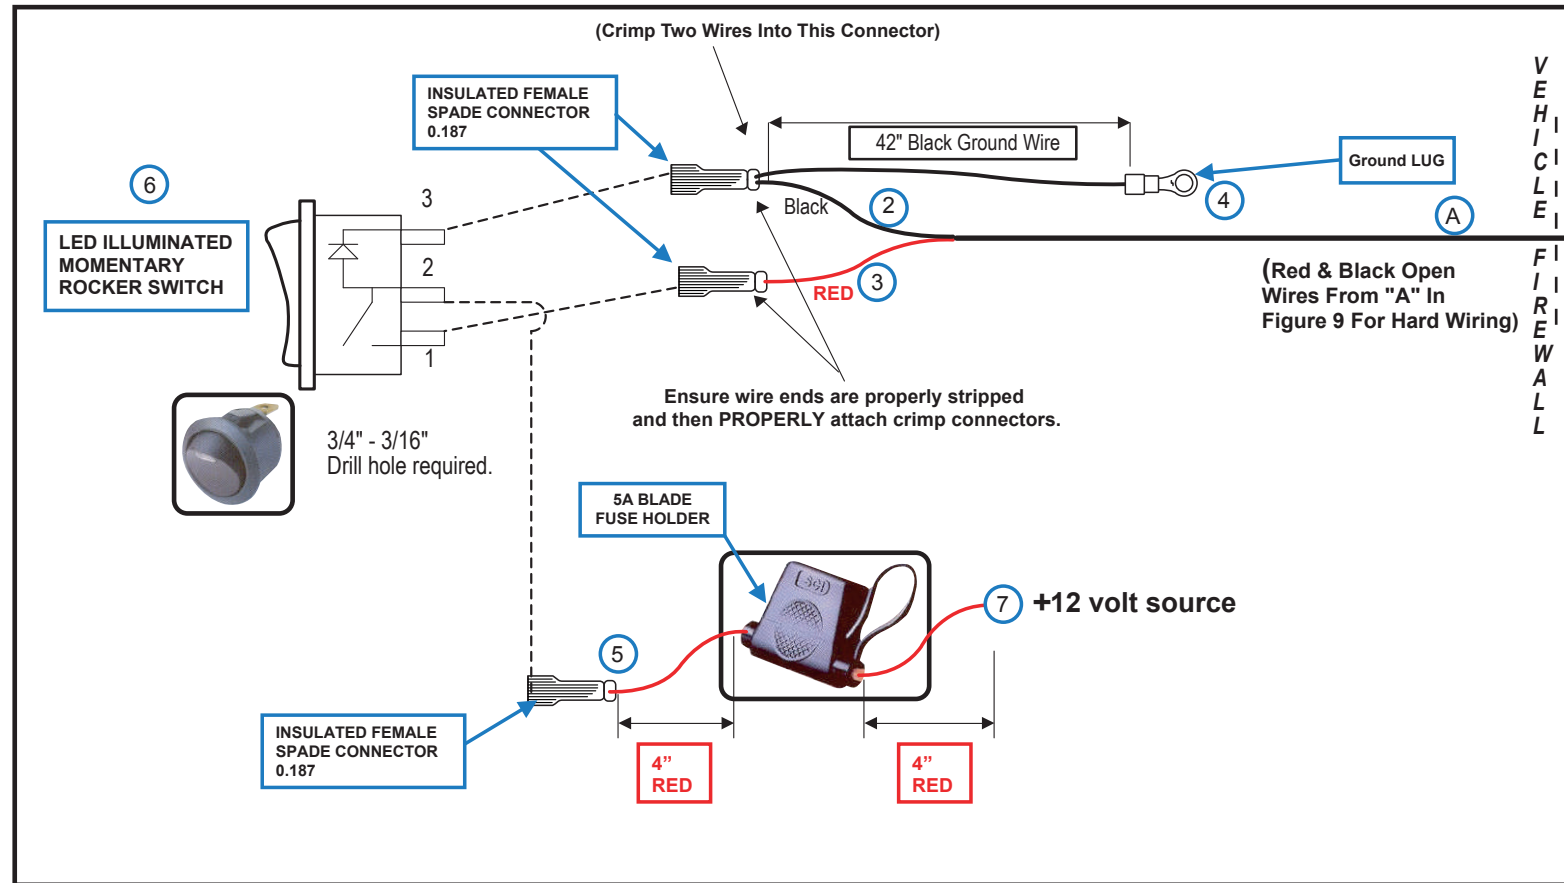 (Crimp Two Wires Into This Connector)
INSULATED FEMALE
SPADE CONNECTOR
0.187
42" Black Ground Wire
Ground LUG
VEHICLE FIREWALL
6
LED ILLUMINATED
MOMENTARY
ROCKER SWITCH
3
2
1
Black
2
4
A
RED
3
(Red & Black Open
Wires From "A" In
Figure 9 For Hard Wiring)
Ensure wire ends are properly stripped
and then PROPERLY attach crimp connectors.
3/4" - 3/16"
Drill hole required.
5A BLADE
FUSE HOLDER
7
+12 volt source
5
INSULATED FEMALE
SPADE CONNECTOR
0.187
4”
RED
4”
RED